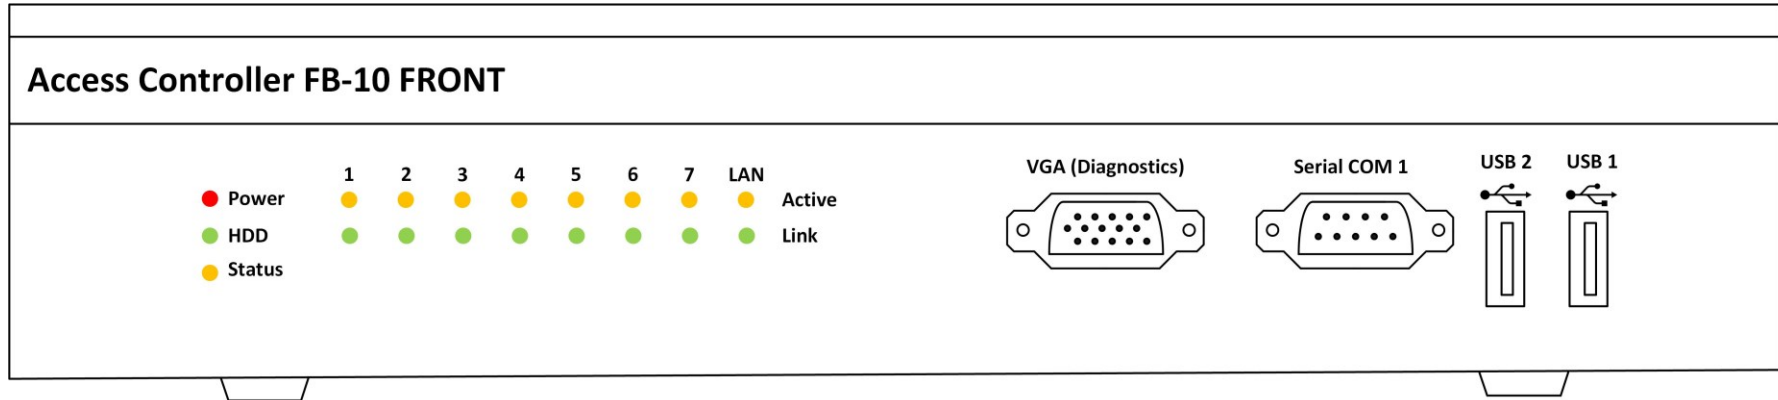 Access Controller FB-10 FRONT
VGA (Diagnostics) Serial COM 1 USB 2 USB 1
1 2 3 4 5 6 7 LAN
Power Active
HDD Link
Status